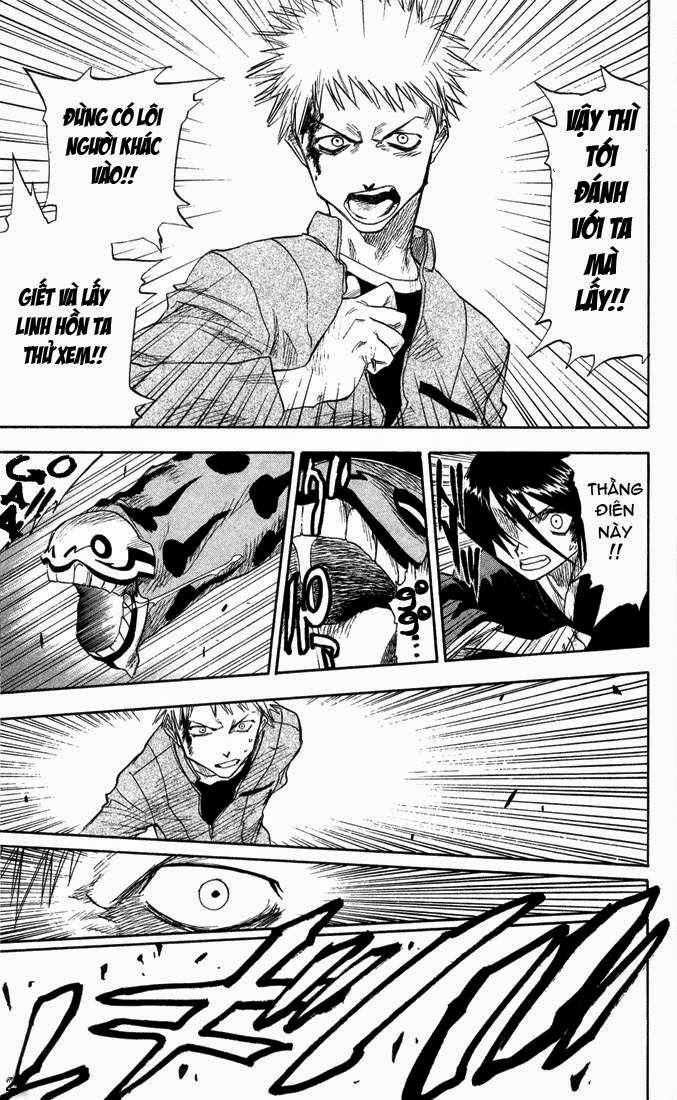 VẬY THÌ
TỚI
ĐÁNH
VỚI TA
MÀ
LẤY!!
ĐỪNG CÓ LÔI
NGƯỜI KHÁC
VÀO!!
GIẾT VÀ LẤY
LINH HỒN TA
THỬ XEM!!
THẰNG
ĐIÊN
NÀY
!!